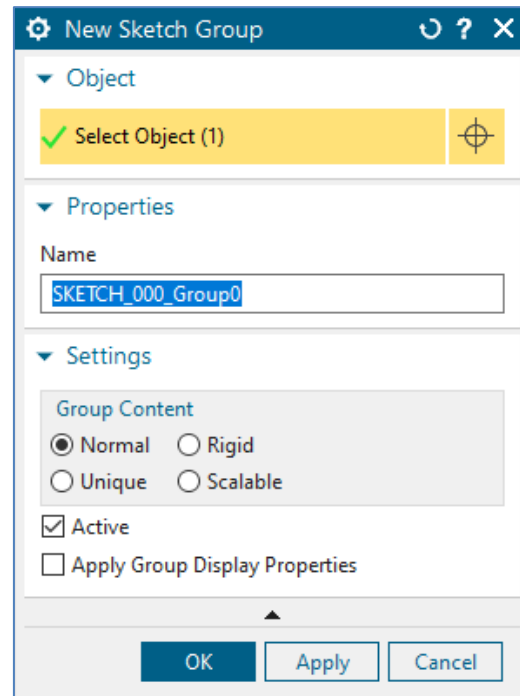 New Sketch Group ?
Object
Select Object (1)
Properties
Name
SKETCH_000_Group0
Settings
Group Content
Normal Rigid
Unique Scalable
Active
Apply Group Display Properties
OK Apply Cancel